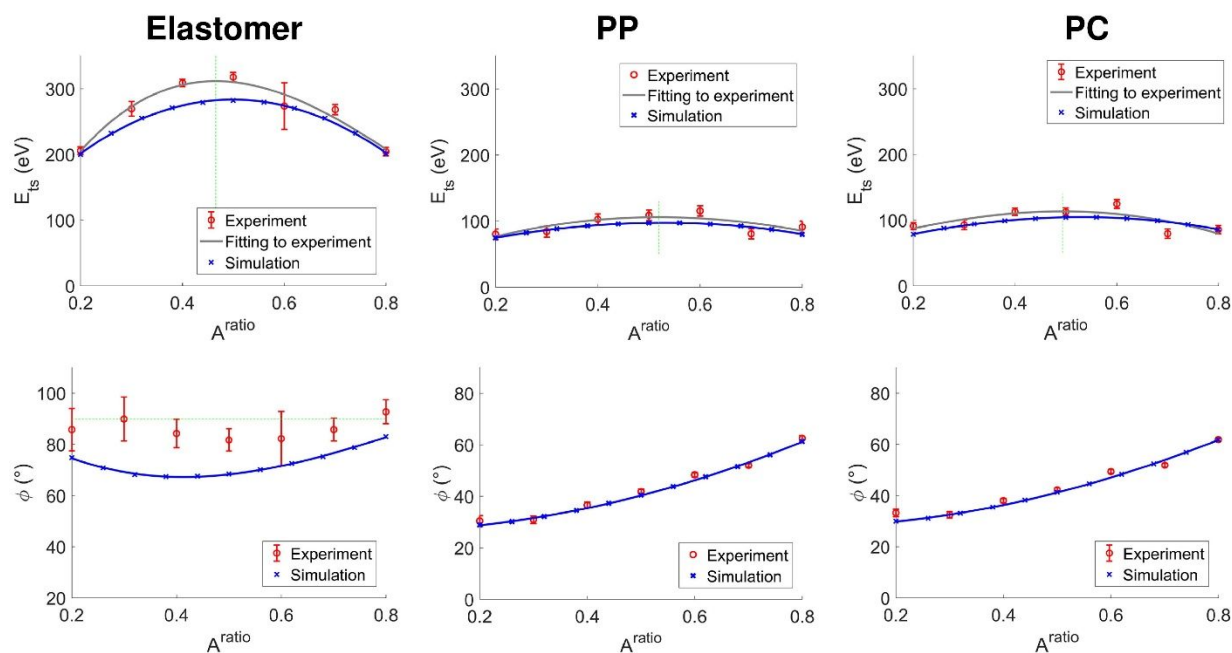 Elastomer
PP
PC
300
200
100
0
E_ts (eV)
Experiment
Fitting to experiment
Simulation
0.2 0.4 0.6 0.8
A^ratio
300
200
100
0
E_ts (eV)
Experiment
Fitting to experiment
Simulation
0.2 0.4 0.6 0.8
A^ratio
300
200
100
0
E_ts (eV)
Experiment
Fitting to experiment
Simulation
0.2 0.4 0.6 0.8
A^ratio
100
80
60
40
20
ϕ (°)
Experiment
Simulation
0.2 0.4 0.6 0.8
A^ratio
80
60
40
20
0
ϕ (°)
Experiment
Simulation
0.2 0.4 0.6 0.8
A^ratio
80
60
40
20
0
ϕ (°)
Experiment
Simulation
0.2 0.4 0.6 0.8
A^ratio